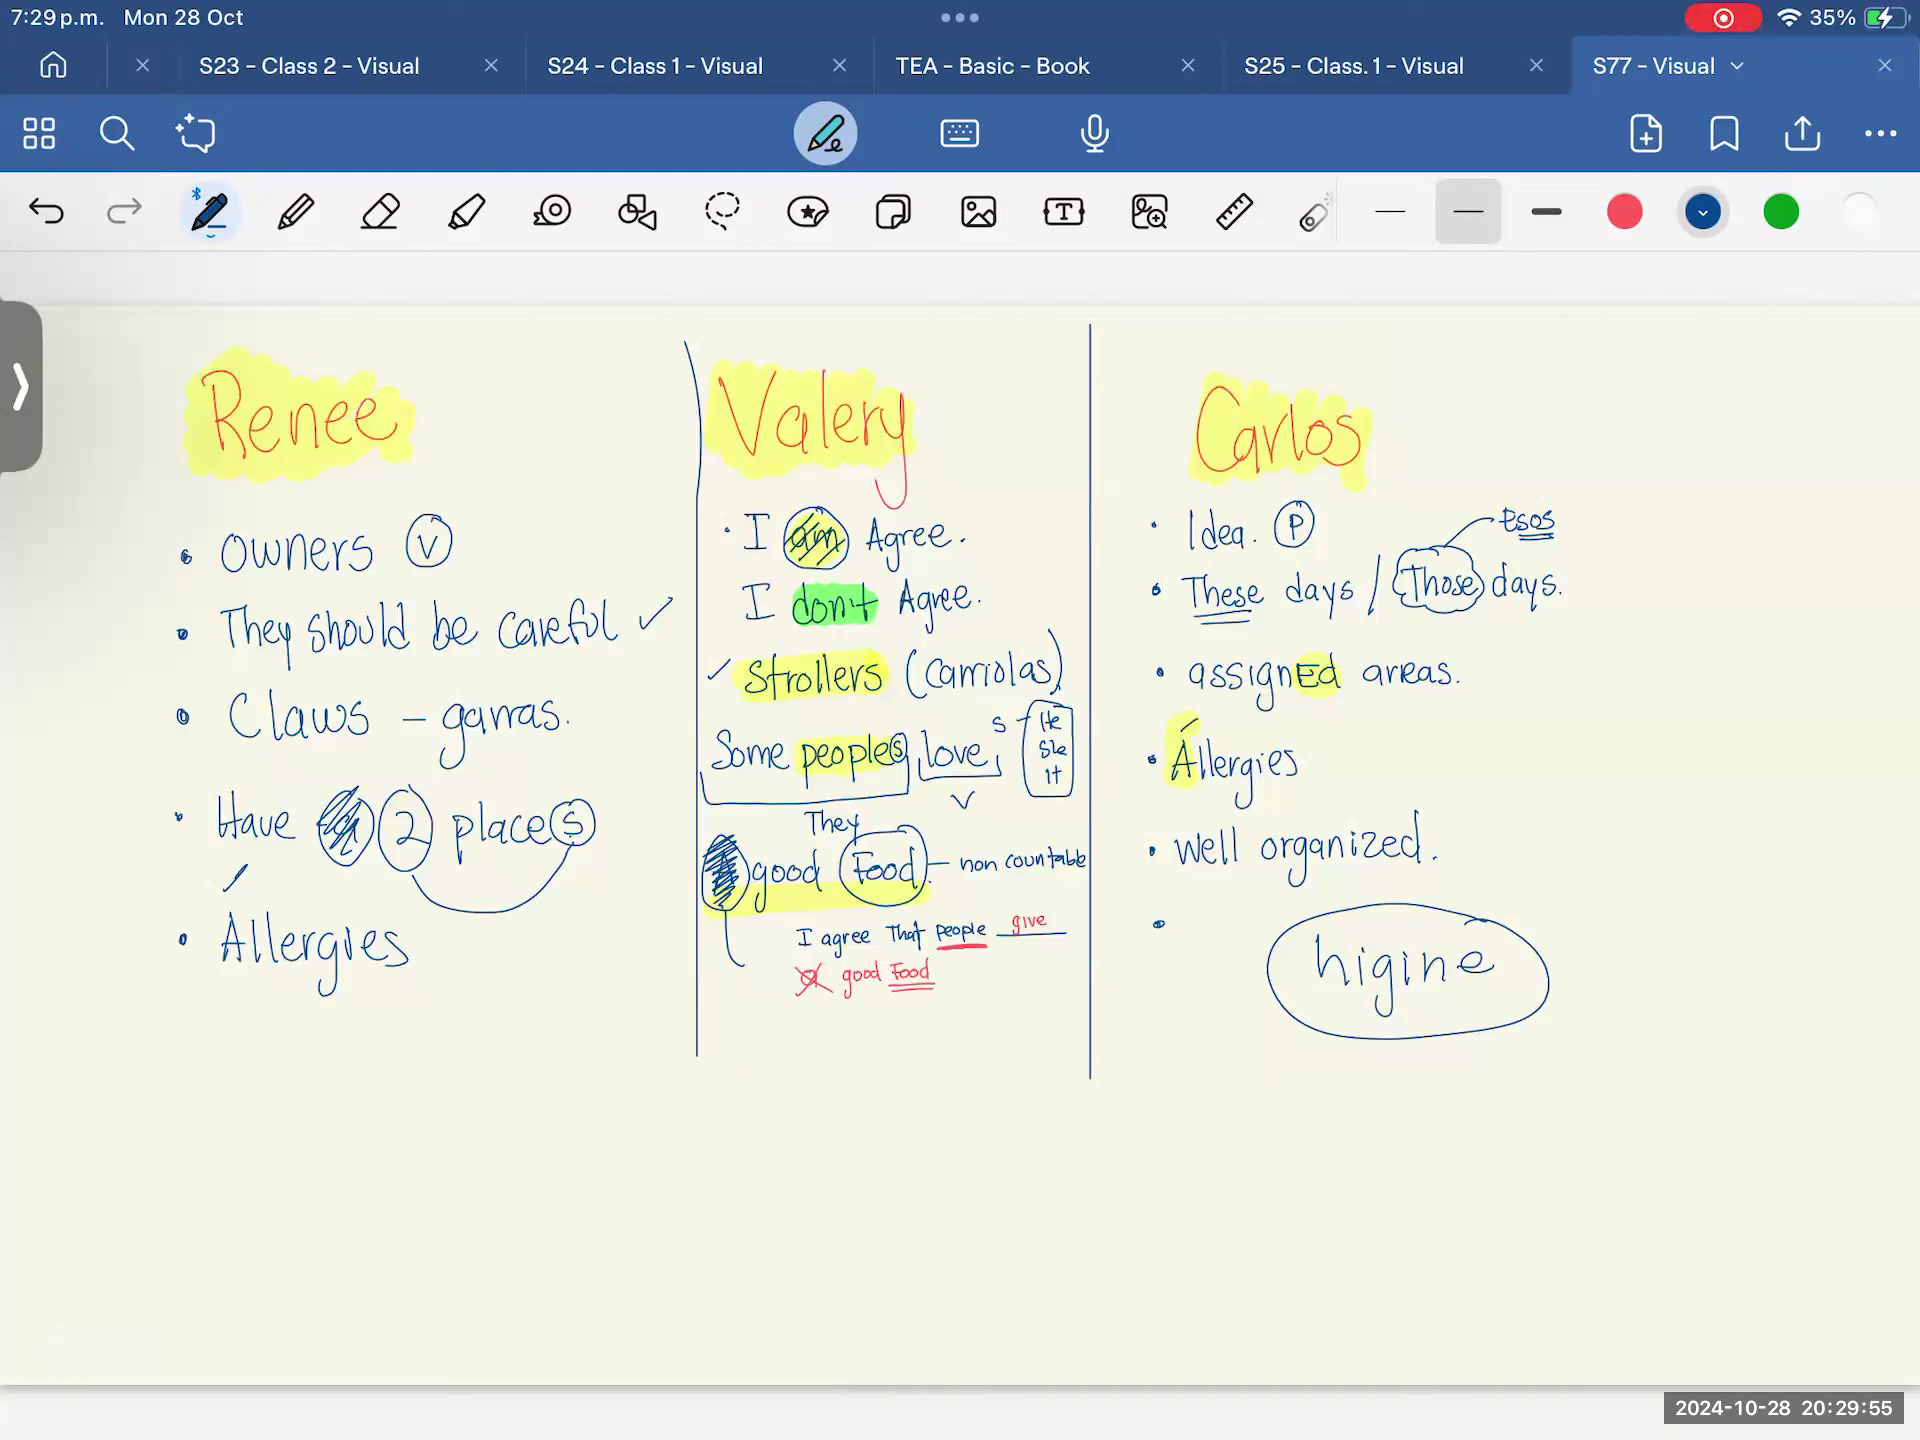 7:29 p.m. Mon 28 Oct
35%
S23 - Class 2 - Visual
S24 - Class 1 - Visual
TEA - Basic - Book
S25 - Class. 1 - Visual
S77 - Visual
Renee
• Owners (V)
• They should be careful ✓
• Claws - garras.
• Have 2 places
• Allergies
Valery
• I am Agree.
I don't Agree.
✓ Strollers (Carriolas)
Some peoples love s
He
She
It
V
They
A good Food - non countable
I agree That people give
a good Food
Carlos
• Idea. (P)
Esos
• These days / Those days.
• assignEd areas.
• Allergies
• Well organized.
•
higine
2024-10-28 20:29:55